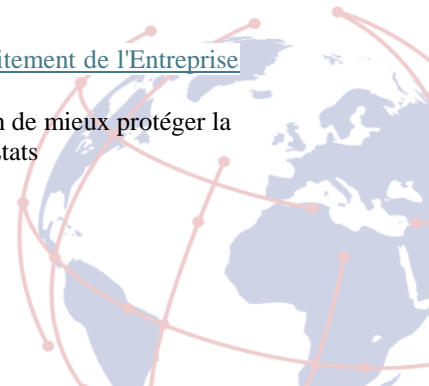 itement de l'Entreprise
n de mieux protéger la
tats